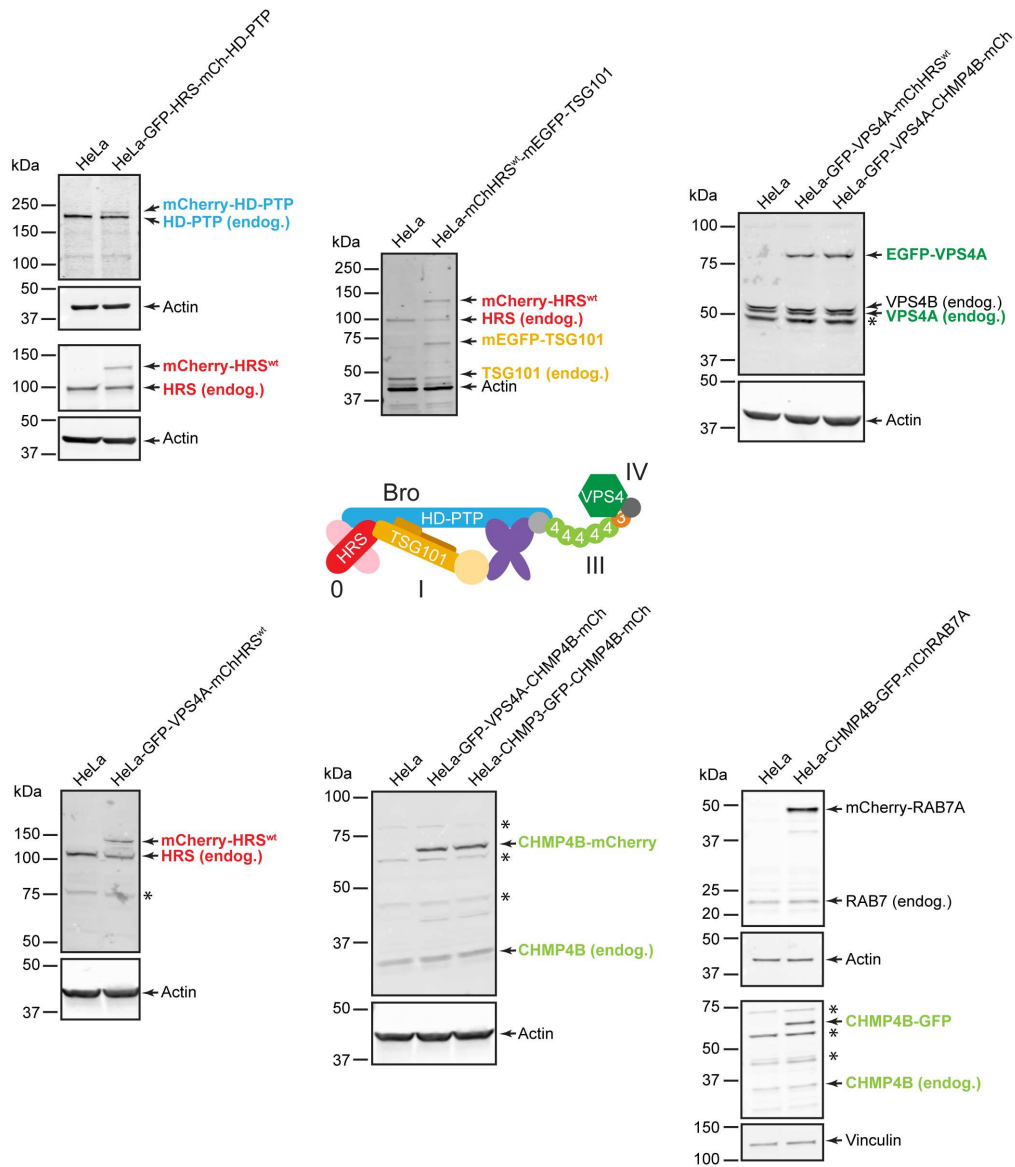 HeLa
HeLa-GFP-HRS-mCh-HD-PTP
kDa
250
150
100
mCherry-HD-PTP
HD-PTP (endog.)
50
37
Actin
100
mCherry-HRSwt
HRS (endog.)
50
37
Actin
HeLa
HeLa-mChHRSwt-mEGFP-TSG101
kDa
250
150
100
75
50
37
mCherry-HRSwt
HRS (endog.)
mEGFP-TSG101
TSG101 (endog.)
Actin
HeLa
HeLa-GFP-VPS4A-mChHRSwt
HeLa-GFP-VPS4A-CHMP4B-mCh
kDa
100
75
50
37
EGFP-VPS4A
VPS4B (endog.)
VPS4A (endog.)
*
50
37
Actin
Bro
HD-PTP
HRS
TSG101
0
I
4 4 4 4 4
3
VPS4
III
IV
HeLa
HeLa-GFP-VPS4A-mChHRSwt
kDa
150
100
75
50
mCherry-HRSwt
HRS (endog.)
*
50
37
Actin
HeLa
HeLa-GFP-VPS4A-CHMP4B-mCh
HeLa-CHMP3-GFP-CHMP4B-mCh
kDa
100
75
50
37
*
CHMP4B-mCherry
*
*
CHMP4B (endog.)
50
37
Actin
HeLa
HeLa-CHMP4B-GFP-mChRAB7A
kDa
50
37
25
20
mCherry-RAB7A
RAB7 (endog.)
50
37
Actin
75
50
37
*
CHMP4B-GFP
*
*
CHMP4B (endog.)
150
100
Vinculin